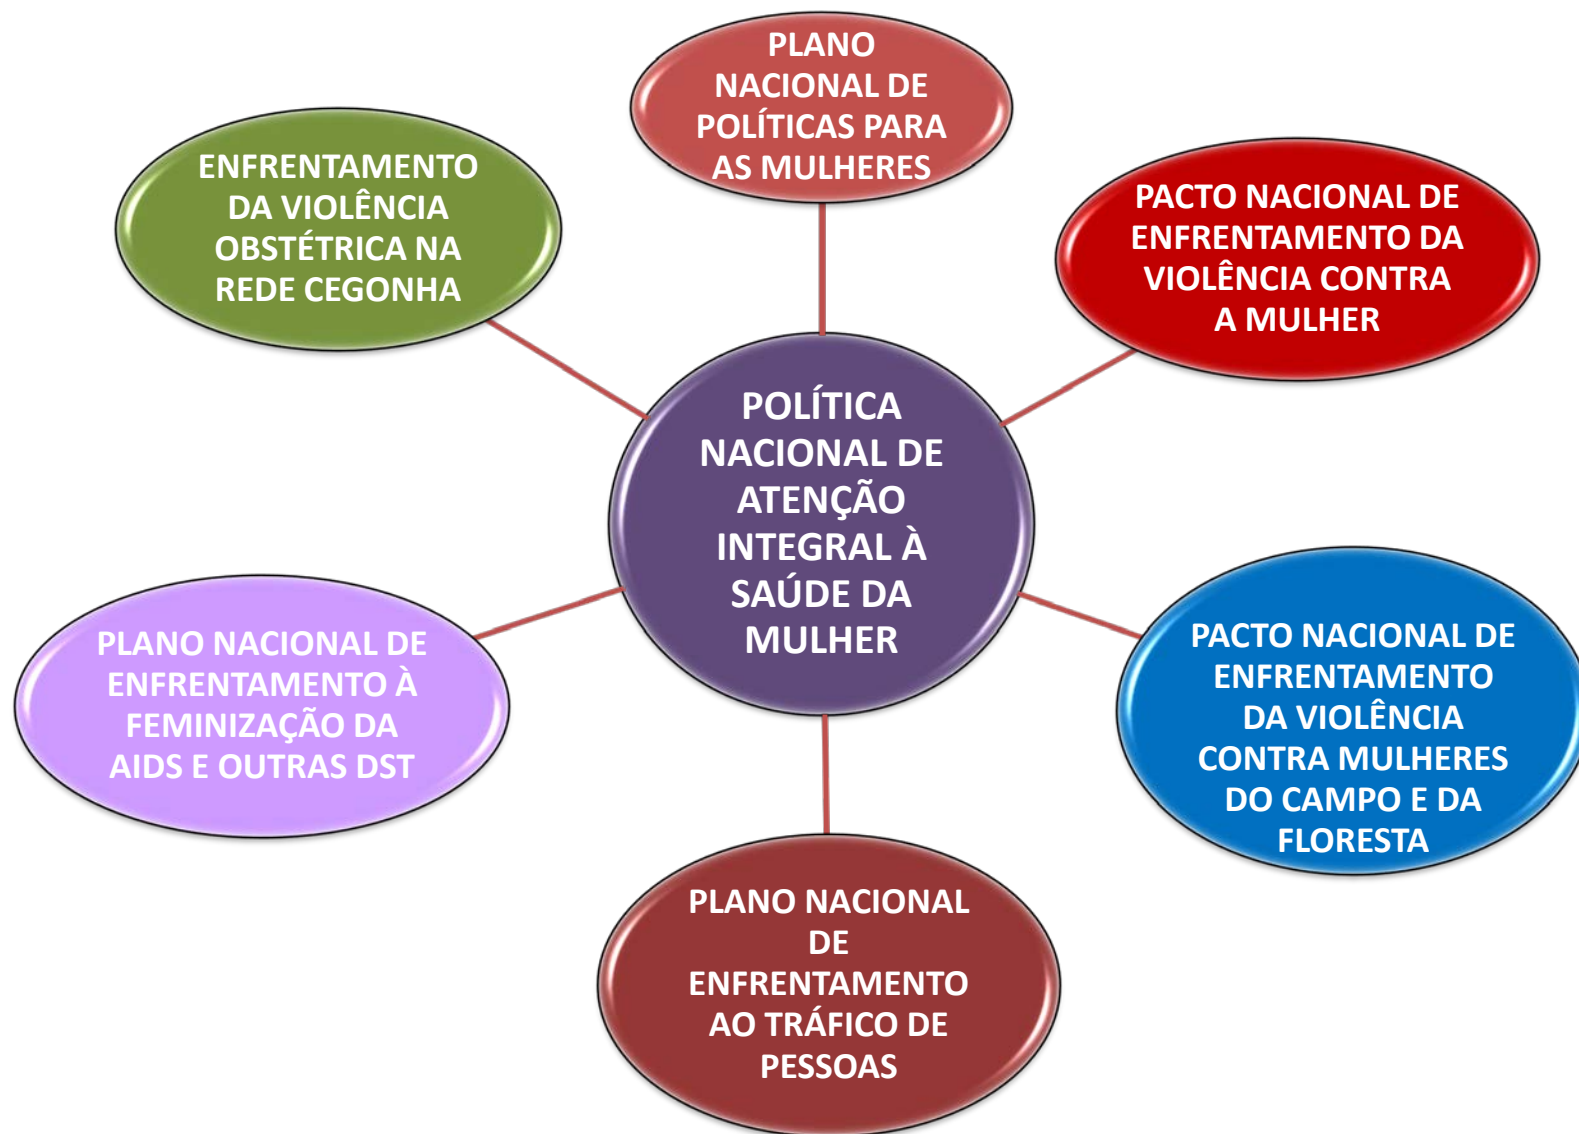 PLANO
NACIONAL DE
POLÍTICAS PARA
AS MULHERES
ENFRENTAMENTO
DA VIOLÊNCIA
OBSTÉTRICA NA
REDE CEGONHA
PACTO NACIONAL DE
ENFRENTAMENTO DA
VIOLÊNCIA CONTRA
A MULHER
POLÍTICA
NACIONAL DE
ATENÇÃO
INTEGRAL À
SAÚDE DA
MULHER
PLANO NACIONAL DE
ENFRENTAMENTO À
FEMINIZAÇÃO DA
AIDS E OUTRAS DST
PACTO NACIONAL DE
ENFRENTAMENTO
DA VIOLÊNCIA
CONTRA MULHERES
DO CAMPO E DA
FLORESTA
PLANO NACIONAL
DE
ENFRENTAMENTO
AO TRÁFICO DE
PESSOAS